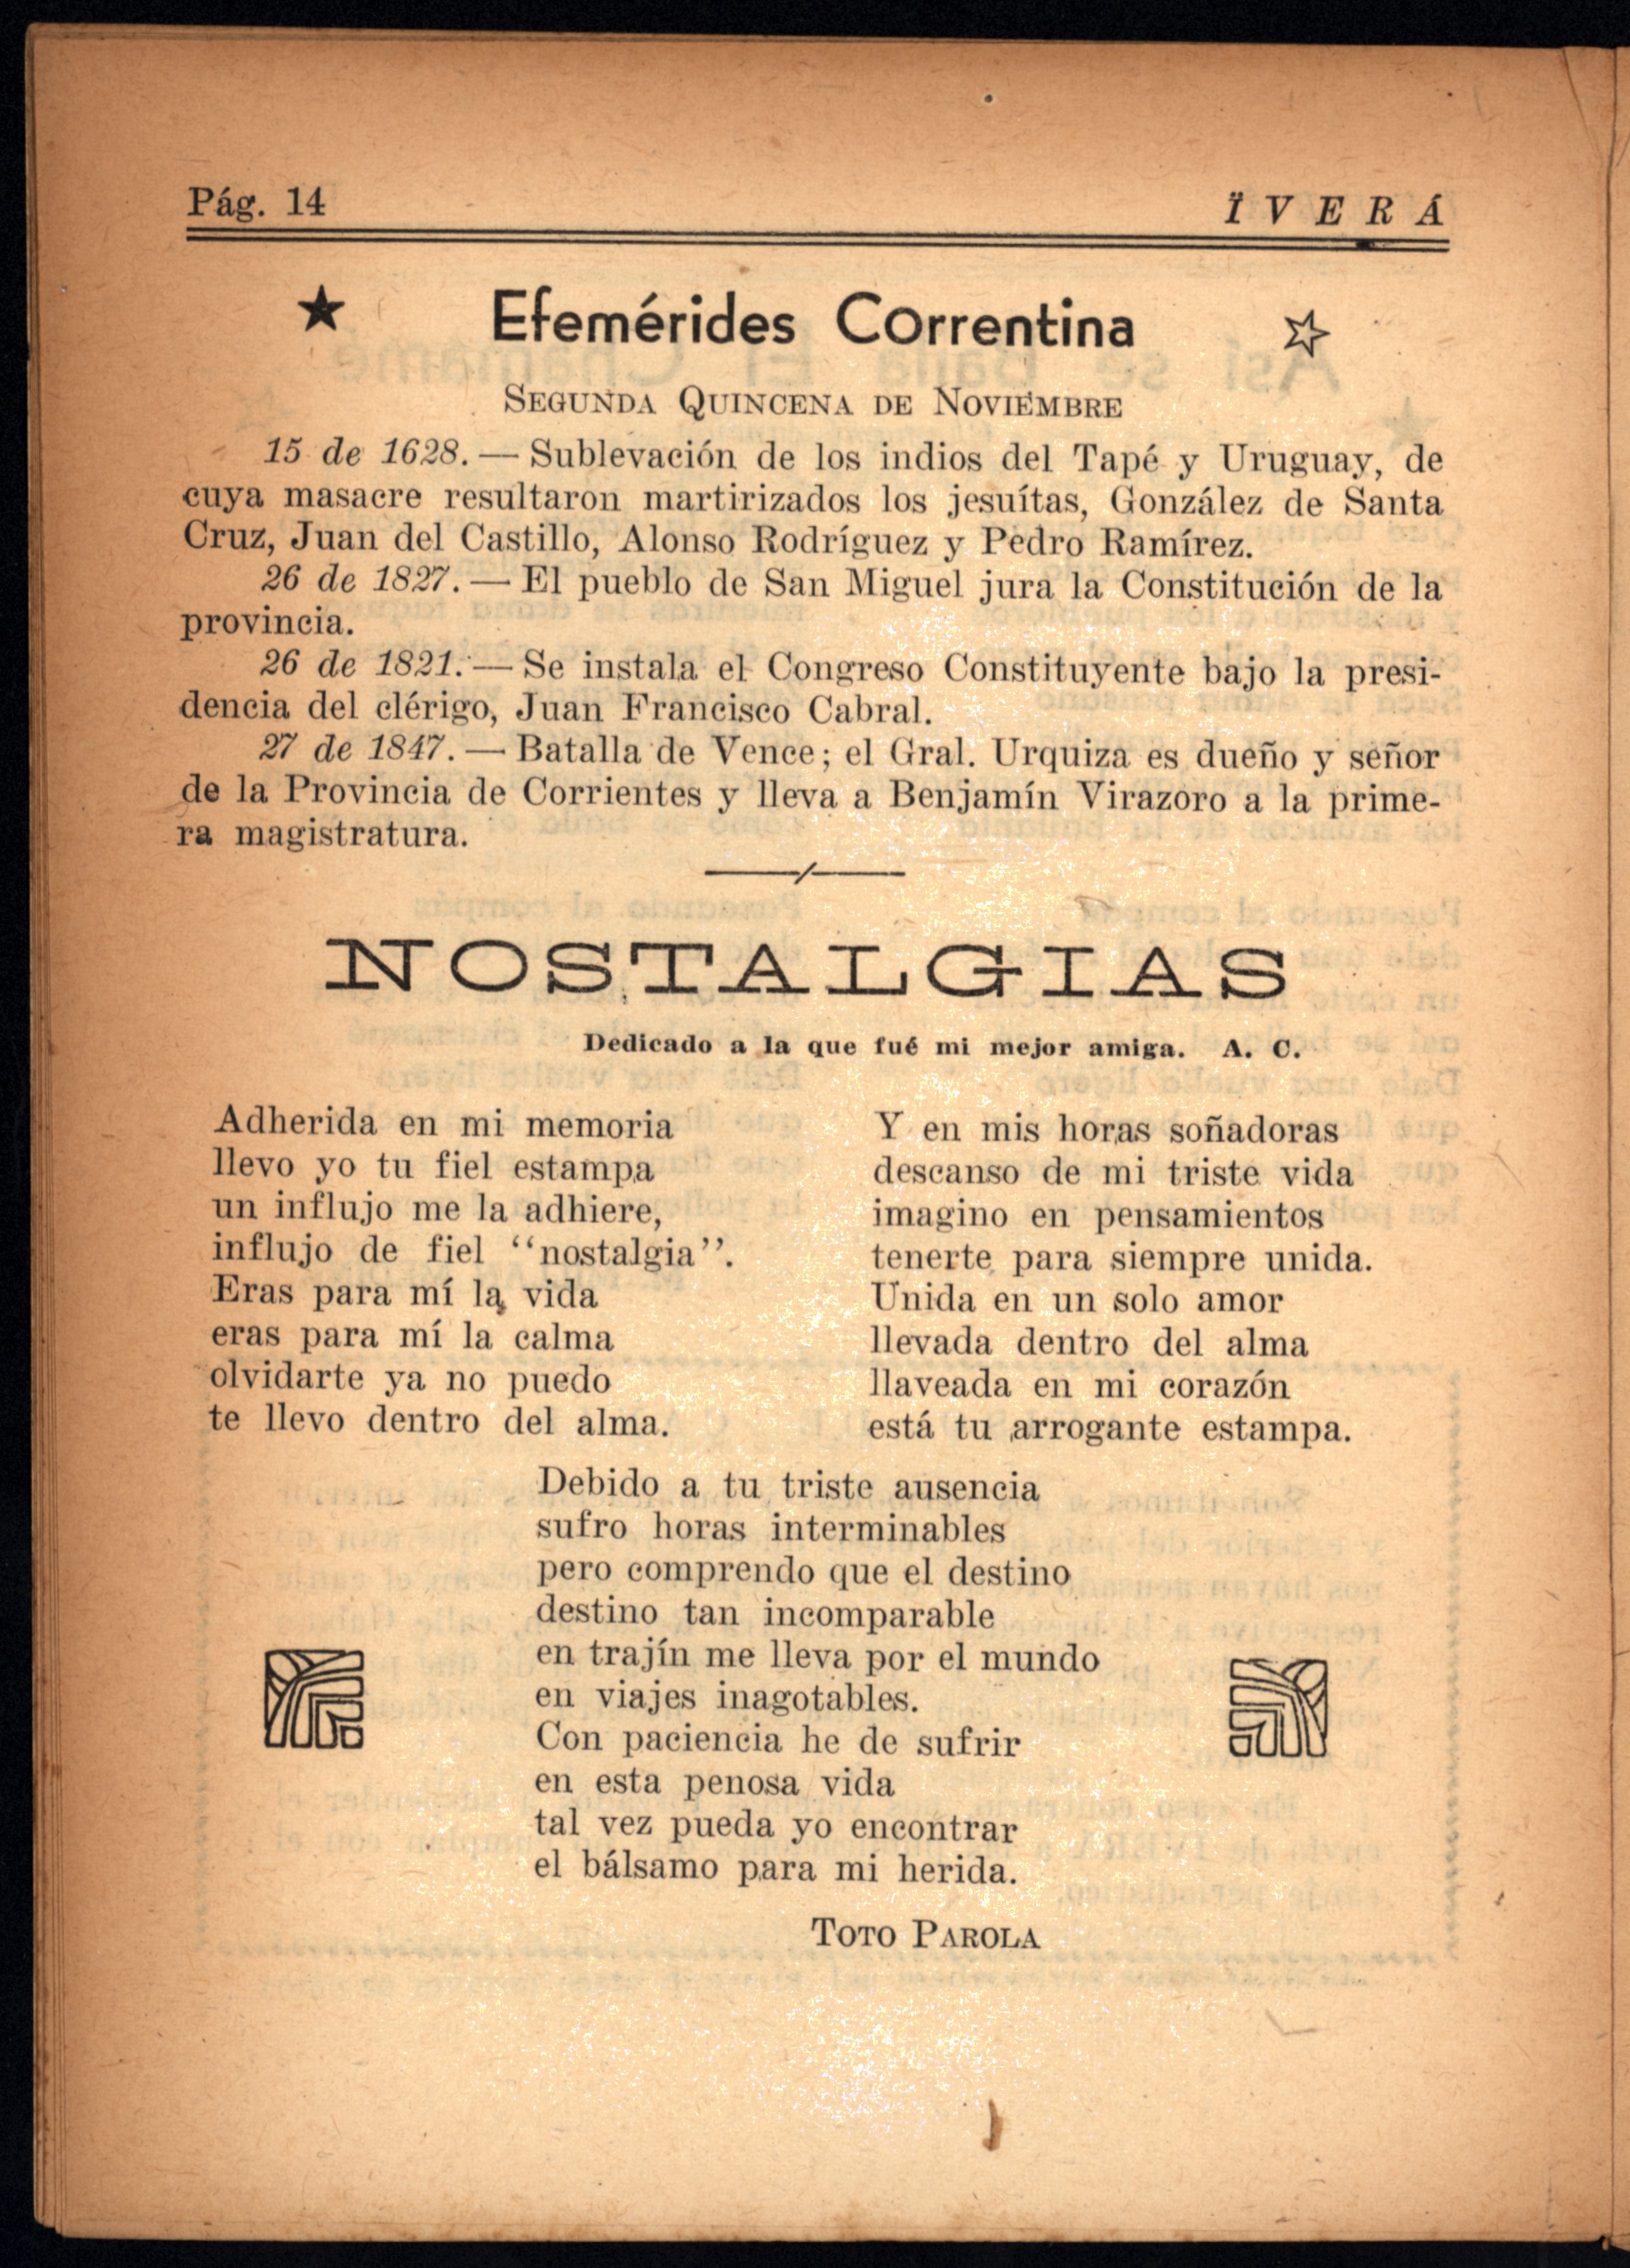 Pág. 14
ÏVERÁ
Efemérides Correntina
Segunda Quincena de Noviembre
15 de 1628. — Sublevación de los indios del Tapé y Uruguay, de
cuya masacre resultaron martirizados los jesuítas, González de Santa
Cruz, Juan del Castillo, Alonso Rodríguez y Pedro Ramírez.
26 de 1827. — El pueblo de San Miguel jura la Constitución de la
provincia.
26 de 1821. — Se instala el Congreso Constituyente bajo la presi-
dencia del clérigo, Juan Francisco Cabral.
27 de 1847. — Batalla de Vence; el Gral. Urquiza es dueño y señor
de la Provincia de Corrientes y lleva a Benjamín Virazoro a la prime-
ra magistratura.
NOSTALGIAS
Dedicado a la que fué mi mejor amiga. A. C.
Adherida en mi memoria
llevo yo tu fiel estampa
un influjo me la adhiere,
influjo de fiel "nostalgia".
Eras para mí la vida
eras para mí la calma
olvidarte ya no puedo
te llevo dentro del alma.
Y en mis horas soñadoras
descanso de mi triste vida
imagino en pensamientos
tenerte para siempre unida.
Unida en un solo amor
llevada dentro del alma
llaveada en mi corazón
está tu arrogante estampa.
Debido a tu triste ausencia
sufro horas interminables
pero comprendo que el destino
destino tan incomparable
en trajín me lleva por el mundo
en viajes inagotables.
Con paciencia he de sufrir
en esta penosa vida
tal vez pueda yo encontrar
el bálsamo para mi herida.
Toto Parola